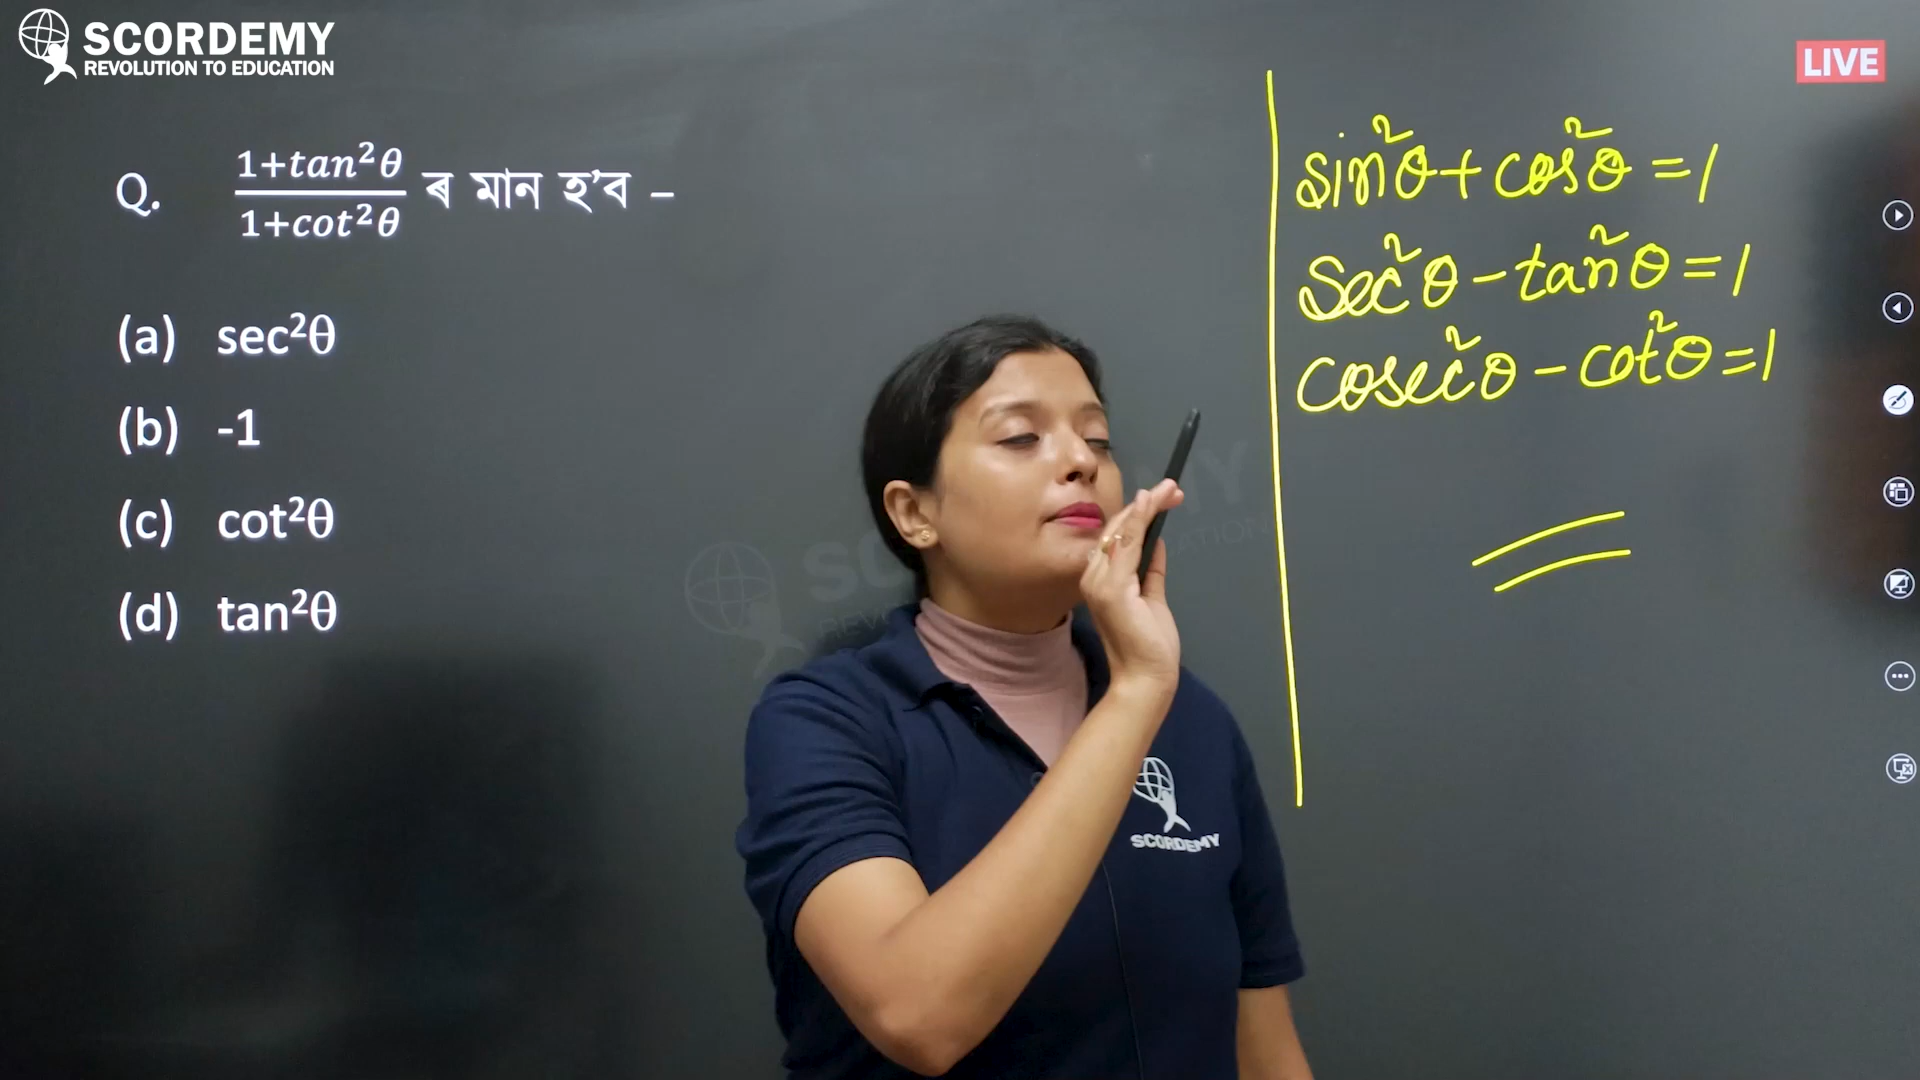 SCORDEMY
REVOLUTION TO EDUCATION
LIVE
Q. 1+tan²θ / 1+cot²θ ৰ মান হ’ব –
(a) sec²θ
(b) -1
(c) cot²θ
(d) tan²θ
sin²θ + cos²θ = 1
sec²θ - tan²θ = 1
cosec²θ - cot²θ = 1
SCORDEMY